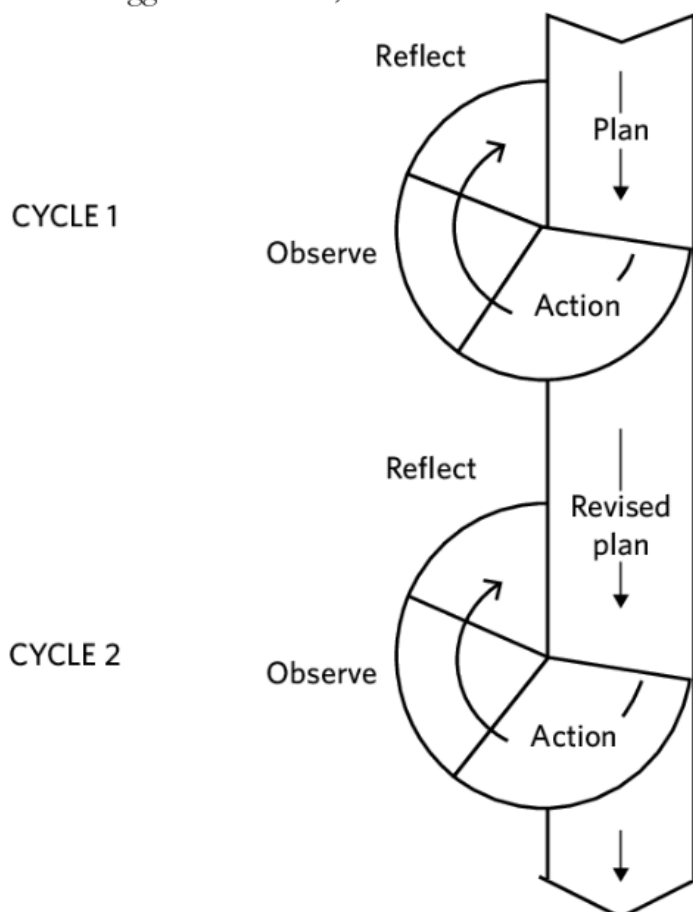 Reflect
Plan
CYCLE 1
Observe
Action
Reflect
Revised
plan
CYCLE 2
Observe
Action